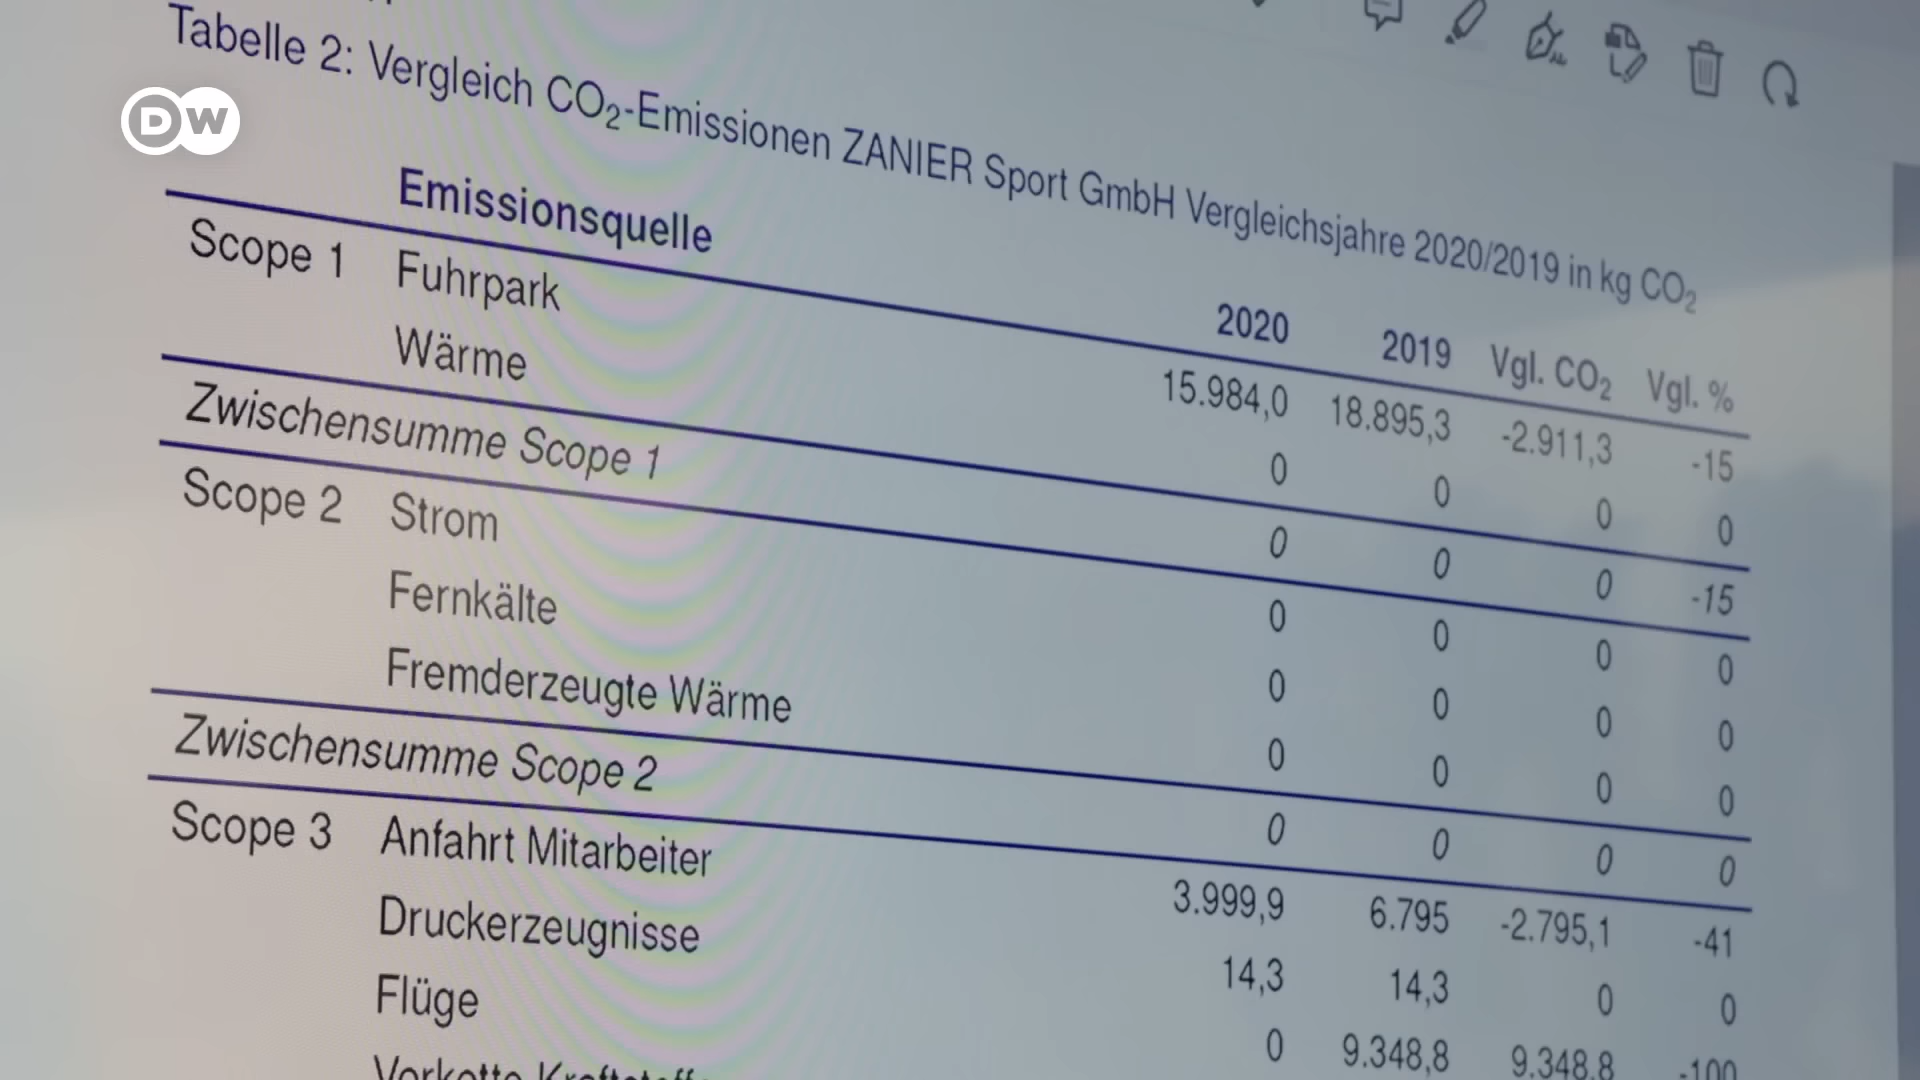 Tabelle 2: Vergleich CO₂-Emissionen ZANIER Sport GmbH Vergleichsjahre 2020/2019 in kg CO₂
DW
Emissionsquelle 2020 2019 Vgl. CO₂ Vgl. %
Scope 1 Fuhrpark 15.984,0 18.895,3 -2.911,3 -15
Wärme 0 0 0 0
Zwischensumme Scope 1 0 0 0 -15
Scope 2 Strom 0 0 0 0
Fernkälte 0 0 0 0
Fremderzeugte Wärme 0 0 0 0
Zwischensumme Scope 2 0 0 0 0
Scope 3 Anfahrt Mitarbeiter 3.999,9 6.795 -2.795,1 -41
Druckerzeugnisse 14,3 14,3 0 0
Flüge 0 9.348,8 9.348,8 -100